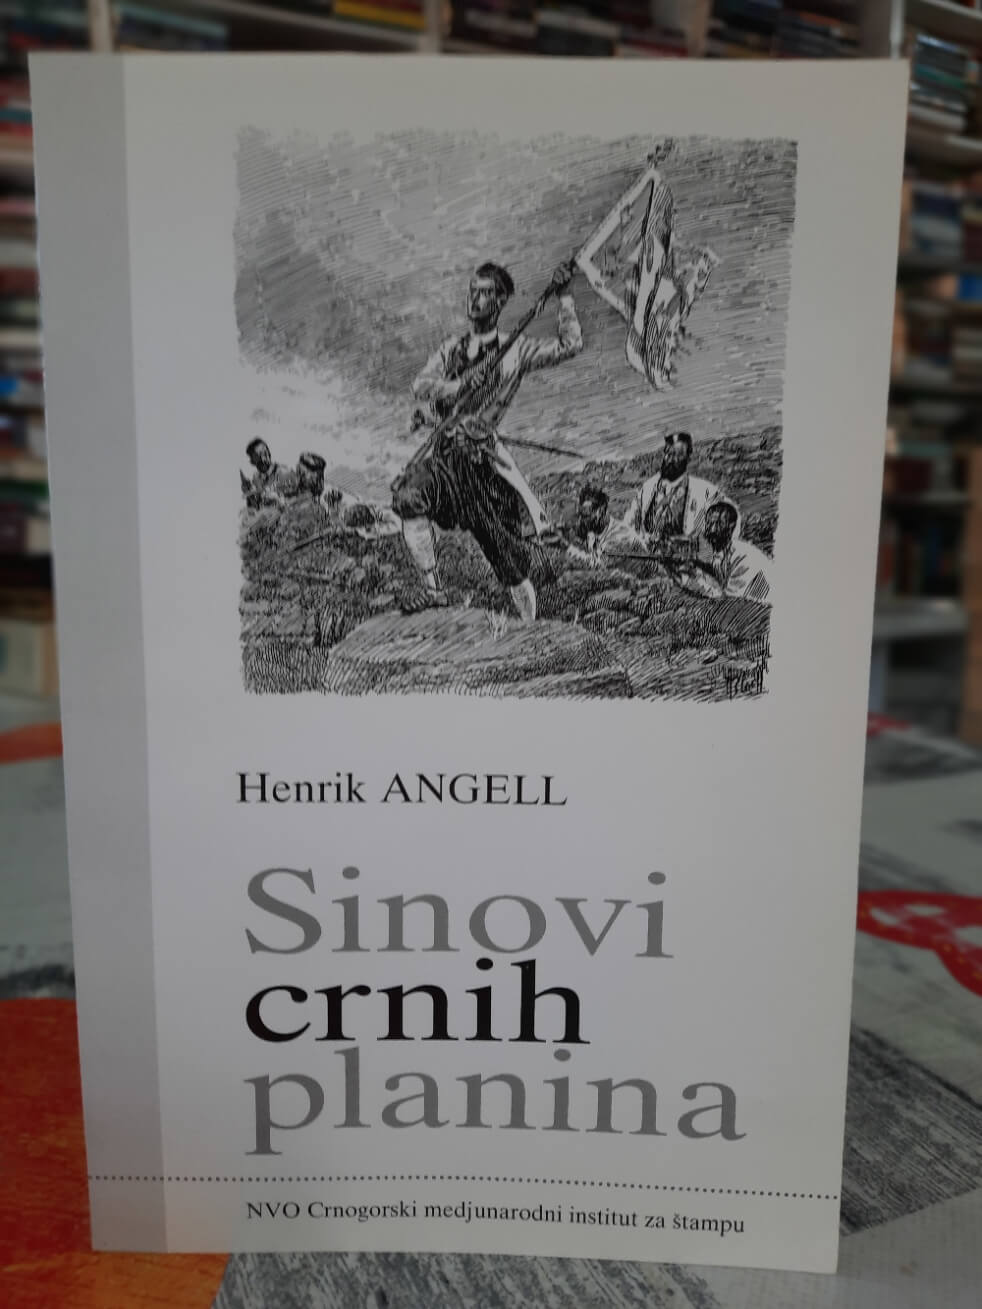 Henrik ANGELL
Sinovi
crnih
planina
NVO Crnogorski medjunarodni institut za štampu